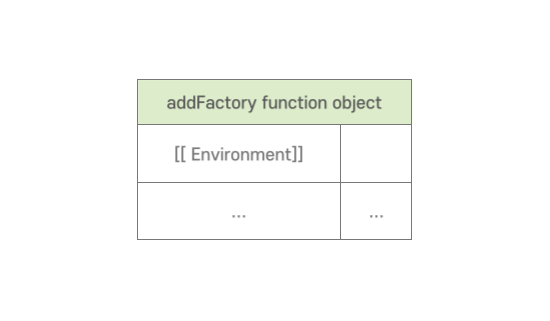 addFactory function object
[[ Environment]]
... ...